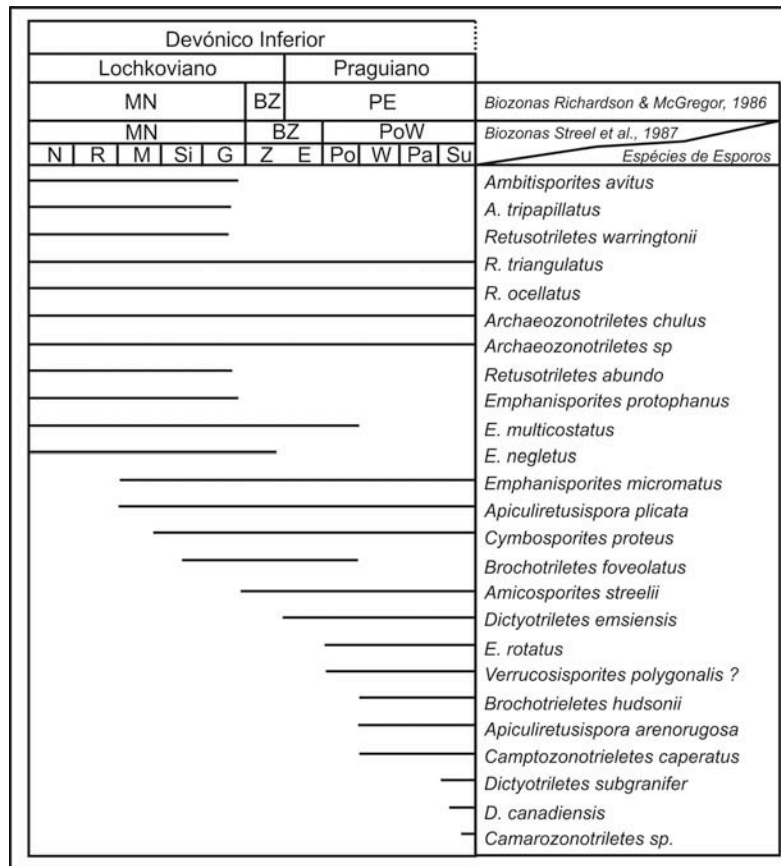 Devónico Inferior
Lochkoviano Praguiano
MN BZ PE Biozonas Richardson & McGregor, 1986
MN BZ PoW Biozonas Streel et al., 1987
N R M Si G Z E Po W Pa Su Espécies de Esporos
Ambitisporites avitus
A. tripapillatus
Retusotriletes warringtonii
R. triangulatus
R. ocellatus
Archaeozonotriletes chulus
Archaeozonotriletes sp
Retusotriletes abundo
Emphanisporites protophanus
E. multicostatus
E. negletus
Emphanisporites micromatus
Apiculiretusispora plicata
Cymbosporites proteus
Brochotriletes foveolatus
Amicosporites streelii
Dictyotriletes emsiensis
E. rotatus
Verrucosisporites polygonalis ?
Brochotrieletes hudsonii
Apiculiretusispora arenorugosa
Camptozonotrieletes caperatus
Dictyotriletes subgranifer
D. canadiensis
Camarozonotriletes sp.